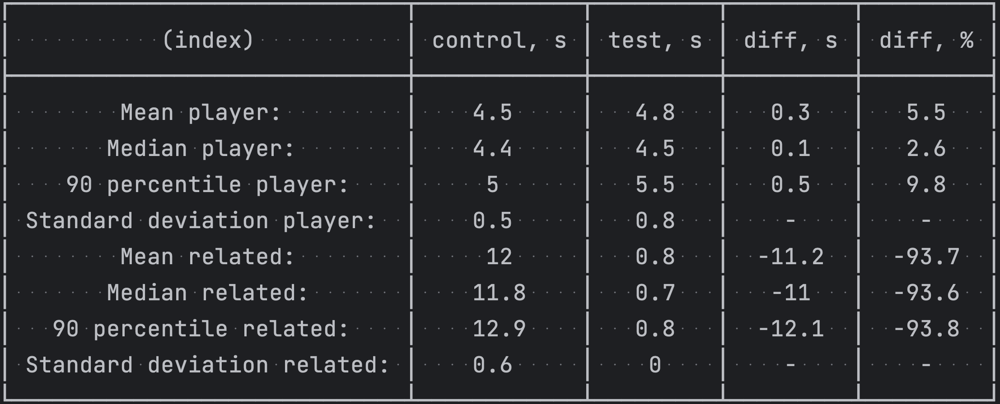 (index) control, s test, s diff, s diff, %
Mean player: 4.5 4.8 0.3 5.5
Median player: 4.4 4.5 0.1 2.6
90 percentile player: 5 5.5 0.5 9.8
Standard deviation player: 0.5 0.8 - -
Mean related: 12 0.8 -11.2 -93.7
Median related: 11.8 0.7 -11 -93.6
90 percentile related: 12.9 0.8 -12.1 -93.8
Standard deviation related: 0.6 0 - -